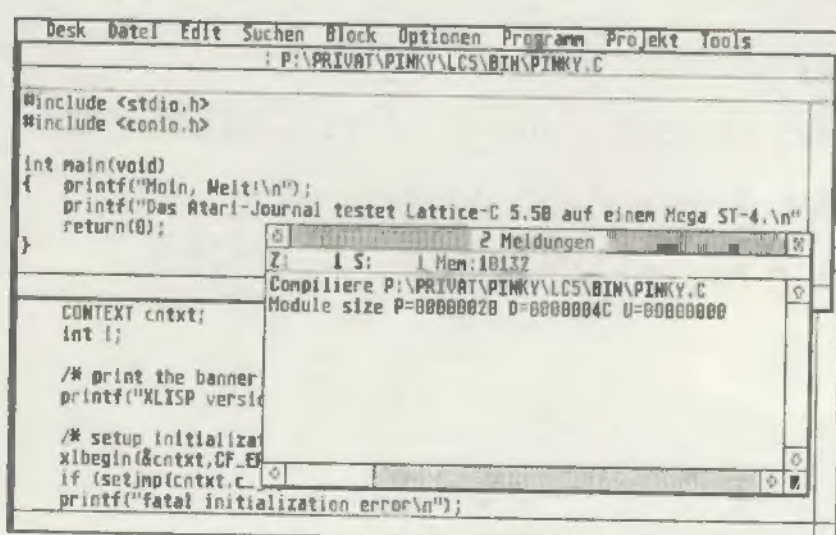 Desk Datei Edit Suchen Block Optionen Programm Projekt Tools
: P:\PRIVAT\PINKY\LC5\BIN\PINKY.C
#include <stdio.h>
#include <conio.h>
int main(void)
{ printf("Moin, Welt!\n");
printf("Das Atari-Journal testet Lattice-C 5.50 auf einem Mega ST-4.\n"
return(0);
}
2 Meldungen
Z: 1 S: 1 Mem:10132
Compiliere P:\PRIVAT\PINKY\LC5\BIN\PINKY.C
Module size P=00000028 D=0000004C U=00000000
CONTEXT cntxt;
int i;
/* print the banner
printf("XLISP versio
/* setup initializat
xlbegin(&cntxt,CF_ER
if (setjmp(cntxt.c_
printf("fatal initialization error\n");